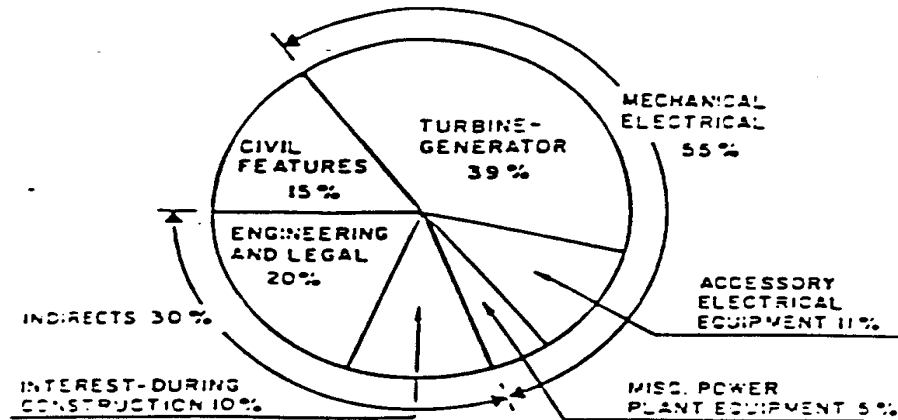 MECHANICAL
ELECTRICAL
55%
TURBINE-
GENERATOR
39%
CIVIL
FEATURES
15%
ENGINEERING
AND LEGAL
20%
INDIRECTS 30%
ACCESSORY
ELECTRICAL
EQUIPMENT 11%
INTEREST-DURING
CONSTRUCTION 10%
MISC. POWER
PLANT EQUIPMENT 5%